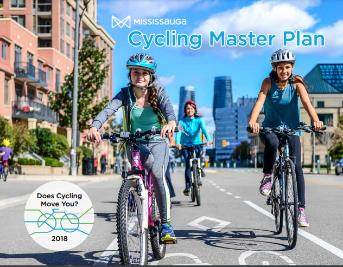 MISSISSAUGA
Cycling Master Plan
Does Cycling
Move You?
2018